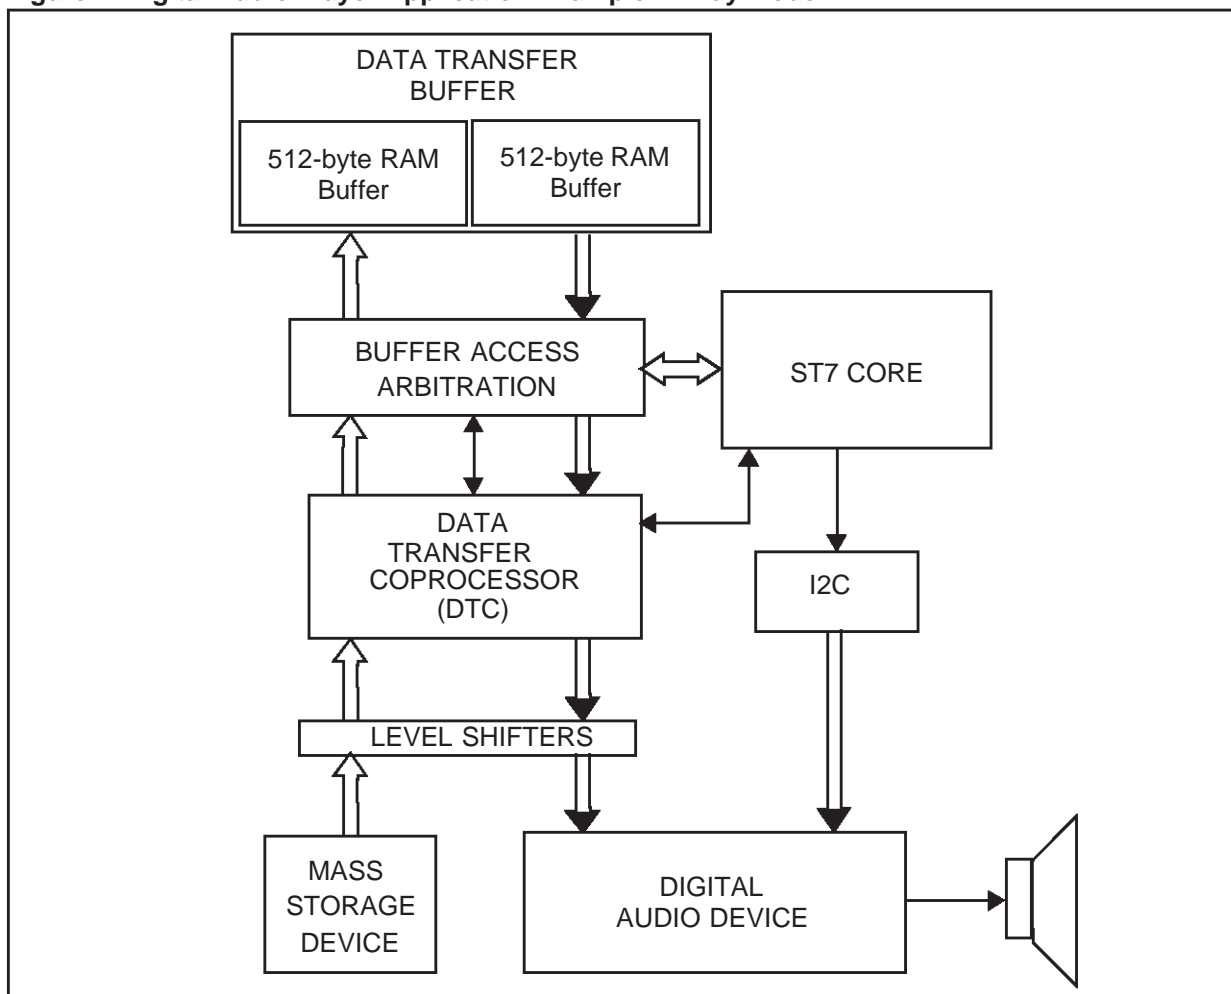 DATA TRANSFER
BUFFER
512-byte RAM
Buffer
512-byte RAM
Buffer
BUFFER ACCESS
ARBITRATION
ST7 CORE
DATA
TRANSFER
COPROCESSOR
(DTC)
I2C
LEVEL SHIFTERS
MASS
STORAGE
DEVICE
DIGITAL
AUDIO DEVICE